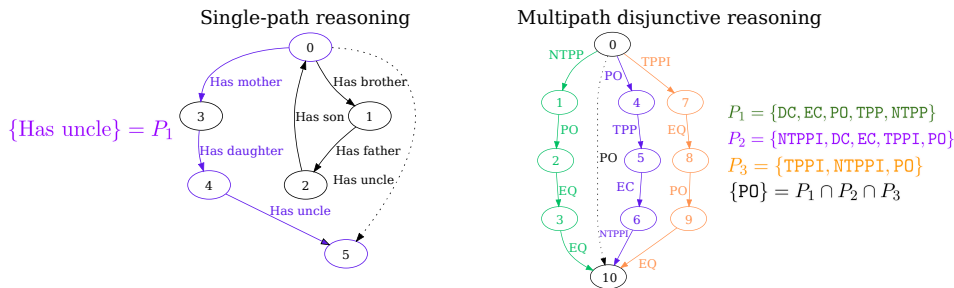 Single-path reasoning
0
Has mother
Has brother
{Has uncle} = P₁
3
Has son
1
Has daughter
Has father
4
2
Has uncle
Has uncle
5
Multipath disjunctive reasoning
0
NTPP
TPPI
PO
1
4
7
PO
TPP
EQ
PO
2
5
8
EQ
EC
PO
3
6
9
NTPPI
EQ
EQ
10
P₁ = {DC, EC, PO, TPP, NTPP}
P₂ = {NTPPI, DC, EC, TPPI, PO}
P₃ = {TPPI, NTPPI, PO}
{PO} = P₁ ∩ P₂ ∩ P₃